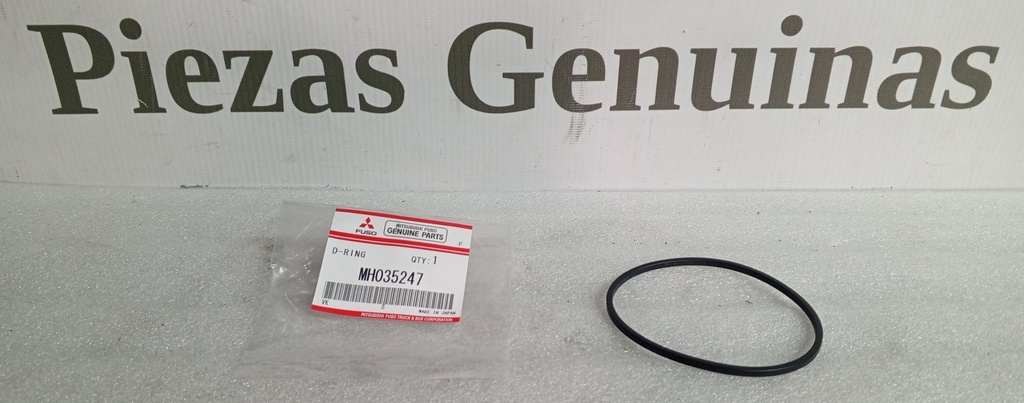 Piezas Genuinas
FUSO
MITSUBISHI FUSO
GENUINE PARTS
F
D-RING
QTY:1
MH035247
VK
S
MADE IN JAPAN
MITSUBISHI FUSO TRUCK & BUS CORPORATION